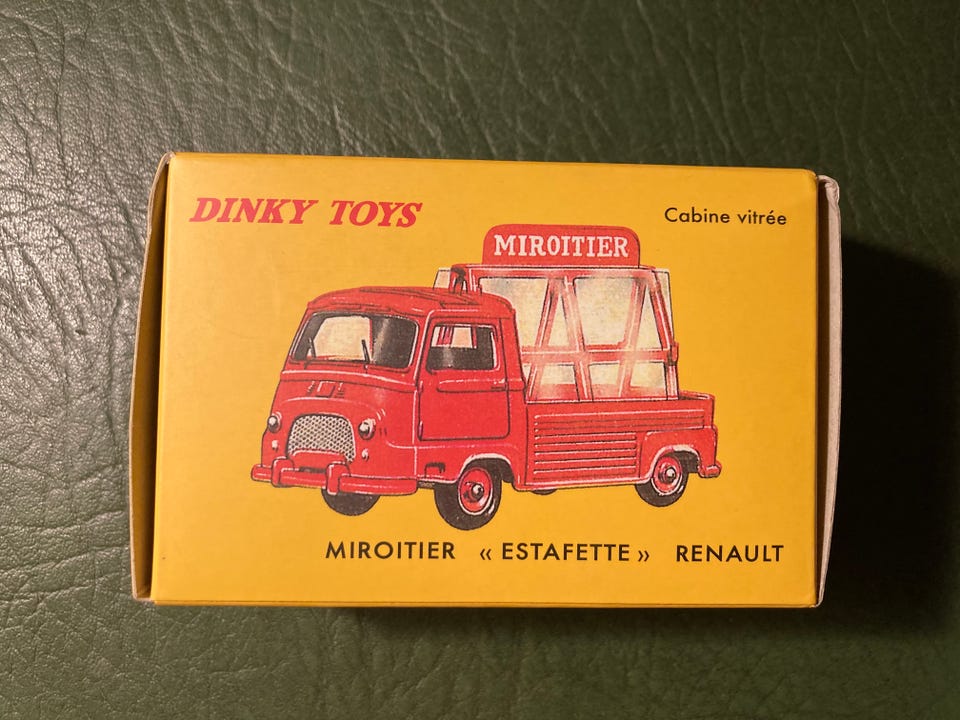 DINKY TOYS
Cabine vitrée
MIROITIER
MIROITIER « ESTAFETTE » RENAULT